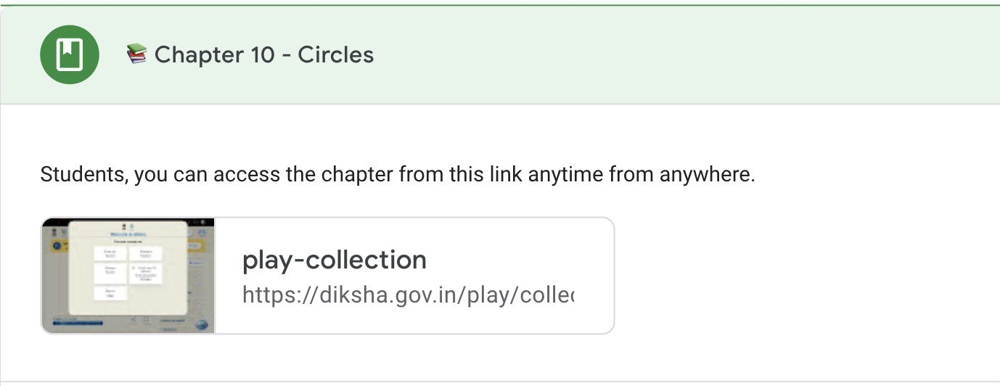 Chapter 10 - Circles
Students, you can access the chapter from this link anytime from anywhere.
play-collection
https://diksha.gov.in/play/collec